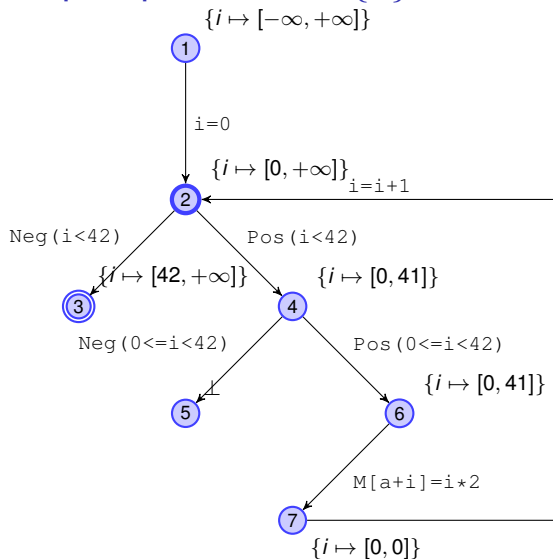 {i ↦ [-∞, +∞]}
1
i=0
{i ↦ [0, +∞]}
i=i+1
2
Neg(i<42)
Pos(i<42)
{i ↦ [42, +∞]}
{i ↦ [0, 41]}
3
4
Neg(0<=i<42)
Pos(0<=i<42)
{i ↦ [0, 41]}
⊥
5
6
M[a+i]=i*2
7
{i ↦ [0, 0]}